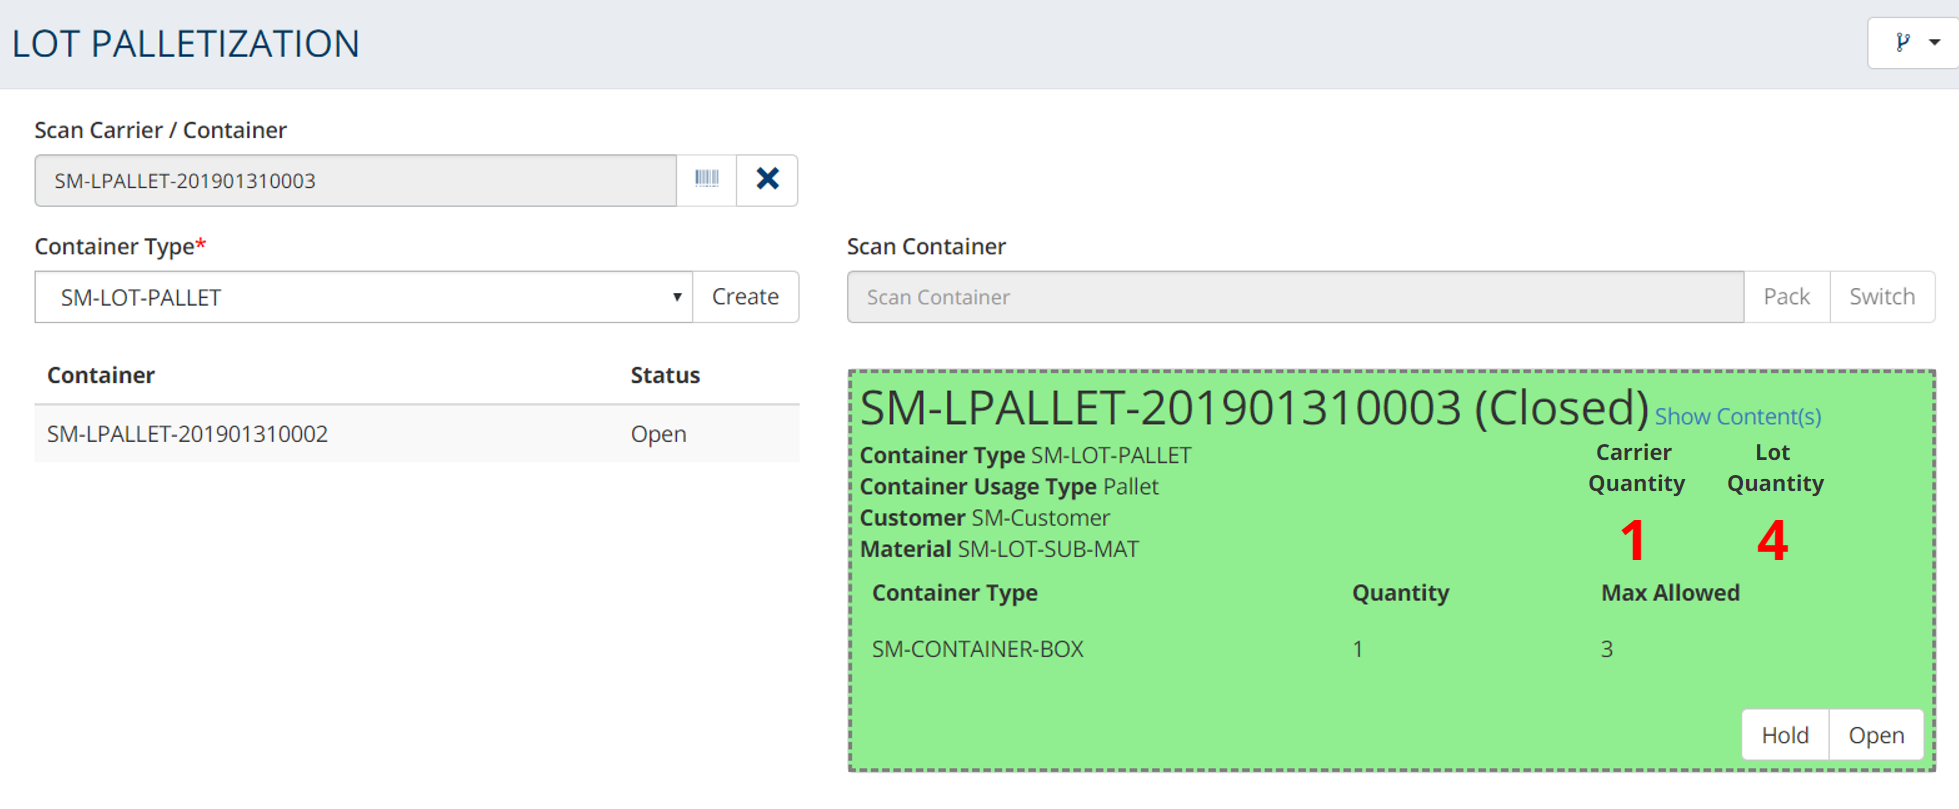 LOT PALLETIZATION
Scan Carrier / Container
SM-LPALLET-201901310003
Container Type*
SM-LOT-PALLET
Create
Scan Container
Scan Container
Pack
Switch
Container Status
SM-LPALLET-201901310002 Open
SM-LPALLET-201901310003 (Closed) Show Content(s)
Container Type SM-LOT-PALLET
Container Usage Type Pallet
Customer SM-Customer
Material SM-LOT-SUB-MAT
Carrier
Quantity
1
Lot
Quantity
4
Container Type Quantity Max Allowed
SM-CONTAINER-BOX 1 3
Hold
Open